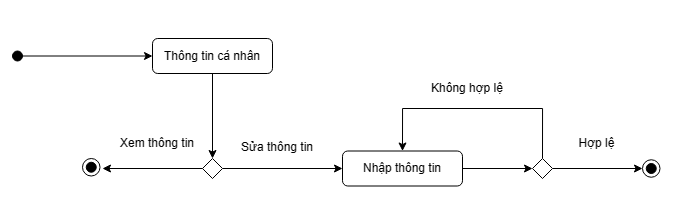 Thông tin cá nhân
Không hợp lệ
Xem thông tin
Sửa thông tin
Hợp lệ
Nhập thông tin